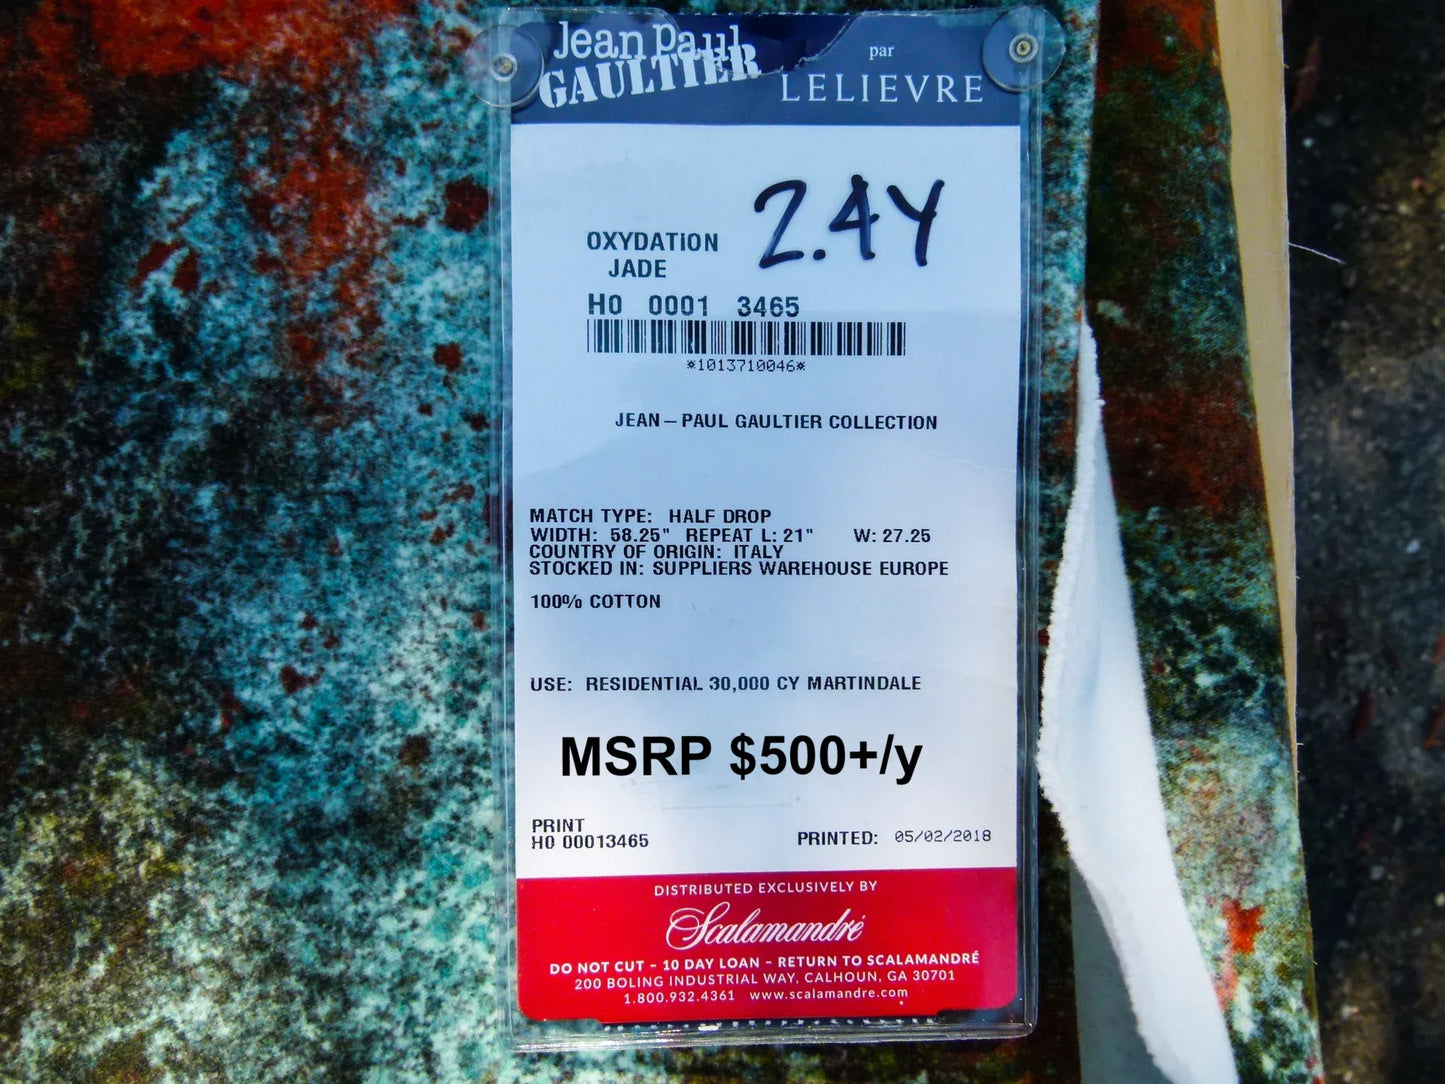 Jean Paul
GAULTIER
par
LELIEVRE
2.4Y
OXYDATION
JADE
H0 0001 3465
*1013710046*
JEAN-PAUL GAULTIER COLLECTION
MATCH TYPE: HALF DROP
WIDTH: 58.25" REPEAT L: 21" W: 27.25
COUNTRY OF ORIGIN: ITALY
STOCKED IN: SUPPLIERS WAREHOUSE EUROPE
100% COTTON
USE: RESIDENTIAL 30,000 CY MARTINDALE
MSRP $500+/y
PRINT
H0 00013465
PRINTED: 05/02/2018
DISTRIBUTED EXCLUSIVELY BY
Scalamandré
DO NOT CUT – 10 DAY LOAN – RETURN TO SCALAMANDRÉ
200 BOLING INDUSTRIAL WAY, CALHOUN, GA 30701
1.800.932.4361 www.scalamandre.com